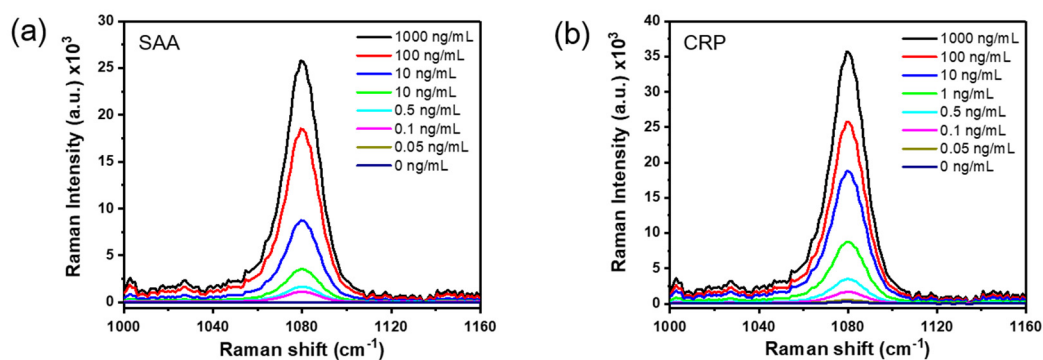 (a)
SAA
1000 ng/mL
100 ng/mL
10 ng/mL
10 ng/mL
0.5 ng/mL
0.1 ng/mL
0.05 ng/mL
0 ng/mL
Raman Intensity (a.u.) x10³
30
25
20
15
10
5
0
1000 1040 1080 1120 1160
Raman shift (cm⁻¹)
(b)
CRP
1000 ng/mL
100 ng/mL
10 ng/mL
1 ng/mL
0.5 ng/mL
0.1 ng/mL
0.05 ng/mL
0 ng/mL
Raman Intensity (a.u.) x10³
40
35
30
25
20
15
10
5
0
1000 1040 1080 1120 1160
Raman shift (cm⁻¹)